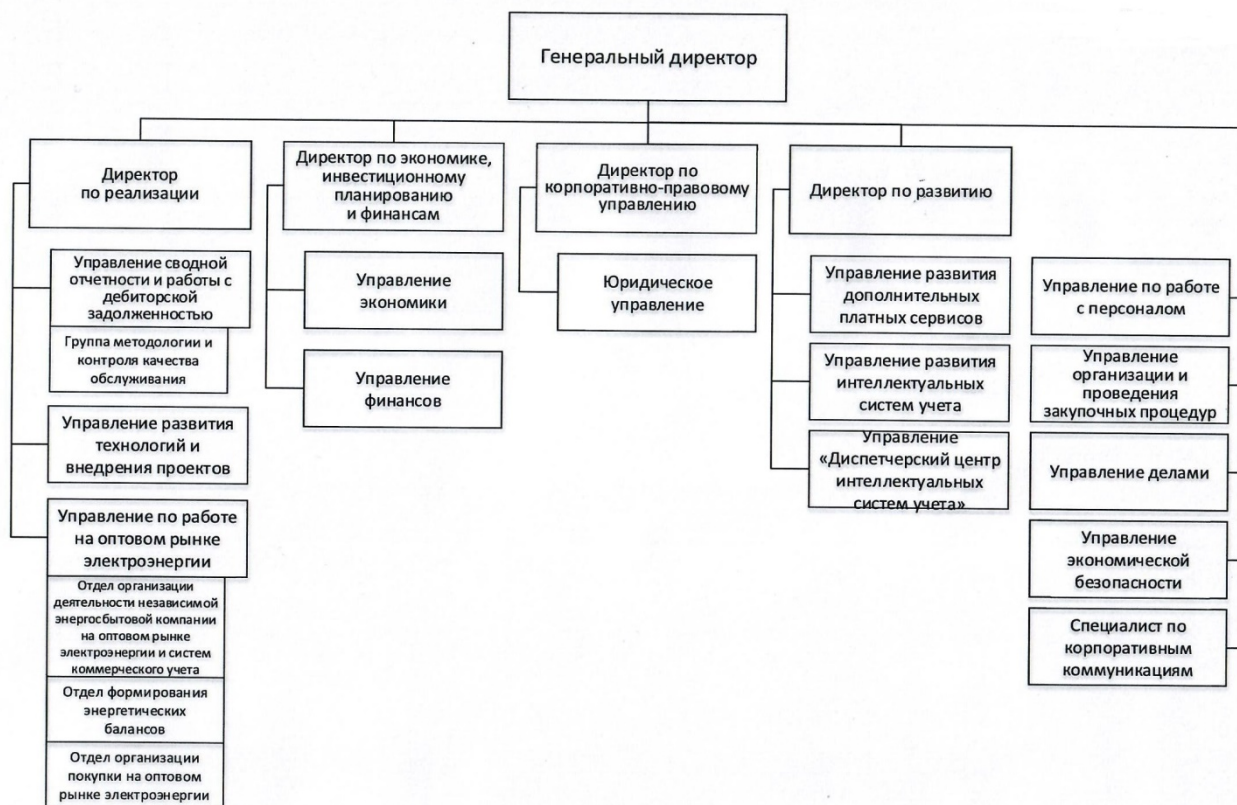 Генеральный директор
Директор
по реализации
Директор по экономике,
инвестиционному
планированию
и финансам
Директор по
корпоративно-правовому
управлению
Директор по развитию
Управление сводной
отчетности и работы с
дебиторской
задолженностью
Группа методологии и
контроля качества
обслуживания
Управление развития
технологий и
внедрения проектов
Управление по работе
на оптовом рынке
электроэнергии
Отдел организации
деятельности независимой
энергосбытовой компании
на оптовом рынке
электроэнергии и систем
коммерческого учета
Отдел формирования
энергетических
балансов
Отдел организации
покупки на оптовом
рынке электроэнергии
Управление
экономики
Управление
финансов
Юридическое
управление
Управление развития
дополнительных
платных сервисов
Управление развития
интеллектуальных
систем учета
Управление
«Диспетчерский центр
интеллектуальных
систем учета»
Управление по работе
с персоналом
Управление
организации и
проведения
закупочных процедур
Управление делами
Управление
экономической
безопасности
Специалист по
корпоративным
коммуникациям